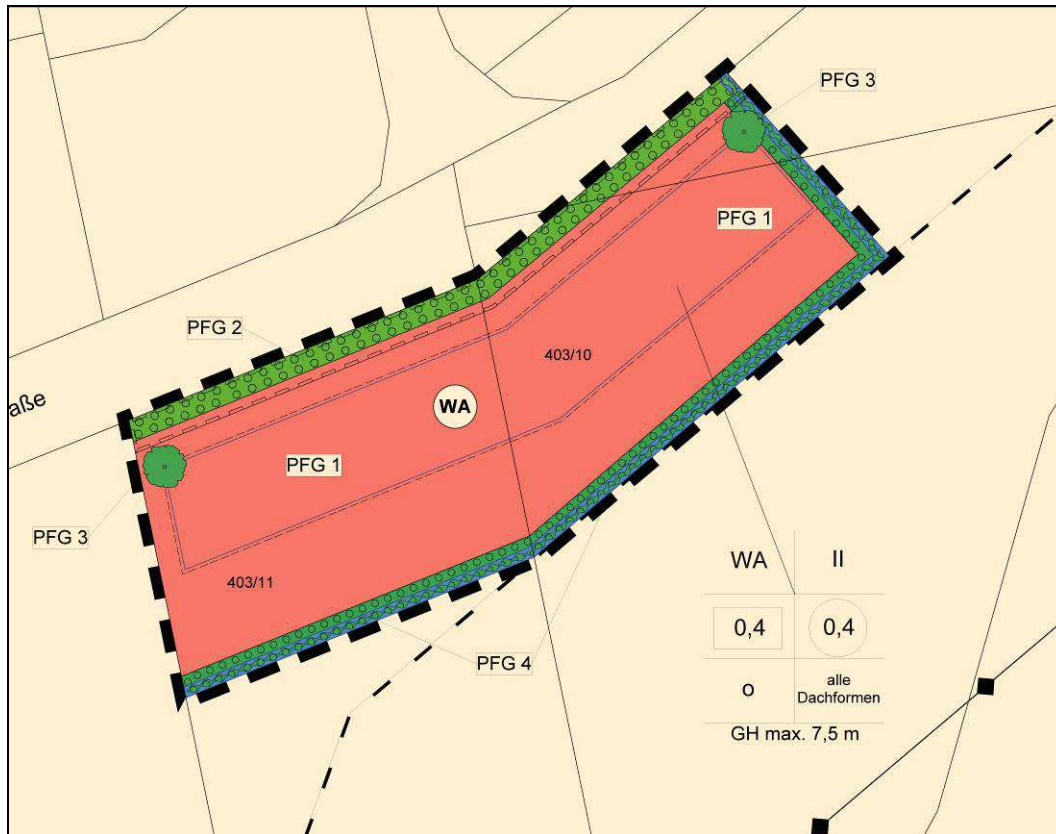 PFG 3
PFG 1
PFG 2
403/10
aße
WA
PFG 1
PFG 3
403/11
PFG 4
WA II
0,4 0,4
o alle
Dachformen
GH max. 7,5 m